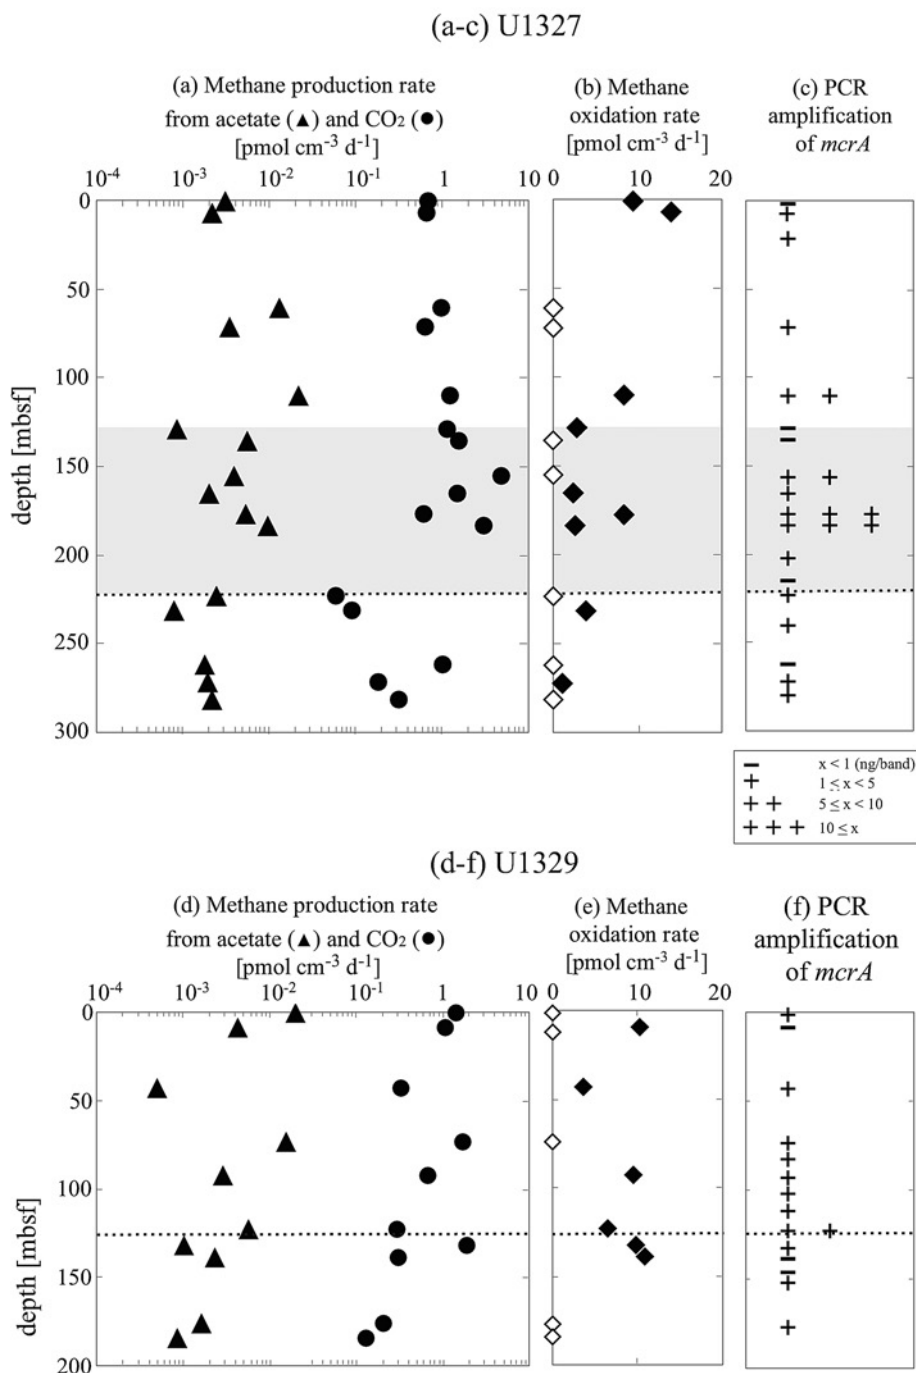 (a-c) U1327
(a) Methane production rate
from acetate (▲) and CO2 (●)
[pmol cm-3 d-1]
(b) Methane
oxidation rate
[pmol cm-3 d-1]
(c) PCR
amplification
of mcrA
10-4 10-3 10-2 10-1 1 10
0 10 20
depth [mbsf]
0
50
100
150
200
250
300
x < 1 (ng/band)
1 ≤ x < 5
5 ≤ x < 10
10 ≤ x
(d-f) U1329
(d) Methane production rate
from acetate (▲) and CO2 (●)
[pmol cm-3 d-1]
(e) Methane
oxidation rate
[pmol cm-3 d-1]
(f) PCR
amplification
of mcrA
10-4 10-3 10-2 10-1 1 10
0 10 20
depth [mbsf]
0
50
100
150
200